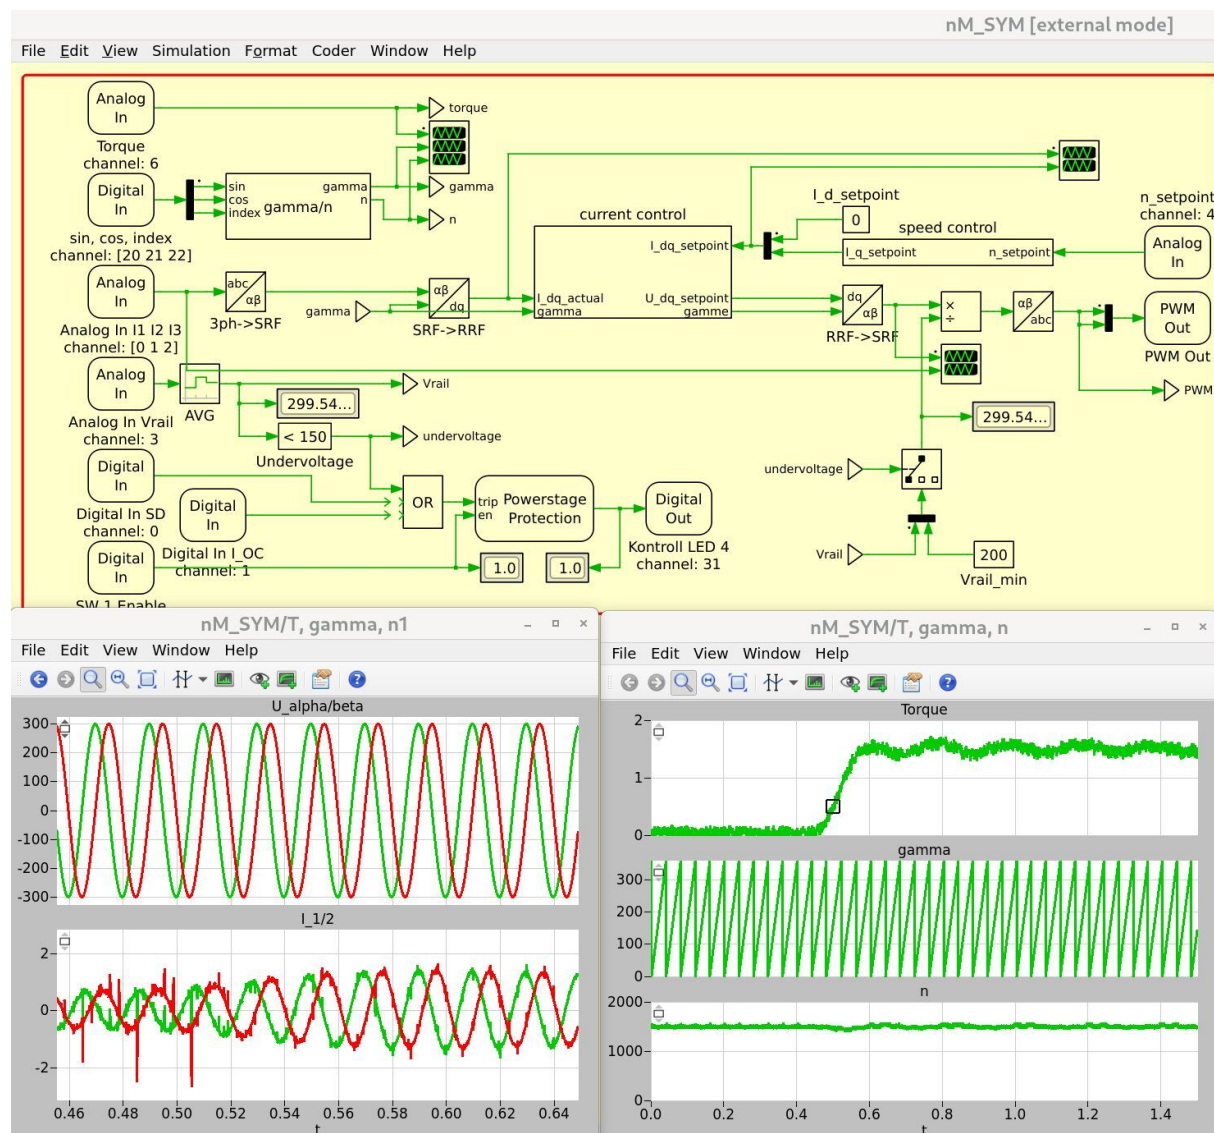 nM_SYM [external mode]
File Edit View Simulation Format Coder Window Help
Analog
In
Torque
channel: 6
torque
Digital
In
sin, cos, index
channel: [20 21 22]
sin
cos
index
gamma/n
gamma
n
gamma
n
Analog
In
Analog In I1 I2 I3
channel: [0 1 2]
abc
αβ
3ph->SRF
gamma
αβ
dq
SRF->RRF
current control
I_dq_setpoint
I_dq_actual
gamma
U_dq_setpoint
gamme
I_d_setpoint
0
speed control
I_q_setpoint
n_setpoint
n_setpoint
channel: 4
Analog
In
dq
αβ
RRF->SRF
×
÷
αβ
abc
PWM
Out
PWM Out
PWM
Analog
In
Analog In Vrail
channel: 3
AVG
Vrail
299.54...
< 150
Undervoltage
undervoltage
299.54...
Digital
In
Digital In SD
channel: 0
Digital
In
Digital In I_OC
channel: 1
Digital
In
SW 1 Enable
OR
trip
en
Powerstage
Protection
1.0
1.0
Digital
Out
Kontroll LED 4
channel: 31
undervoltage
Vrail
200
Vrail_min
nM_SYM/T, gamma, n1
File Edit View Window Help
U_alpha/beta
300
200
100
0
-100
-200
-300
I_1/2
2
0
-2
0.46 0.48 0.50 0.52 0.54 0.56 0.58 0.60 0.62 0.64
t
nM_SYM/T, gamma, n
File Edit View Window Help
Torque
2
1
0
gamma
300
200
100
0
n
2000
1000
0
0.0 0.2 0.4 0.6 0.8 1.0 1.2 1.4
t